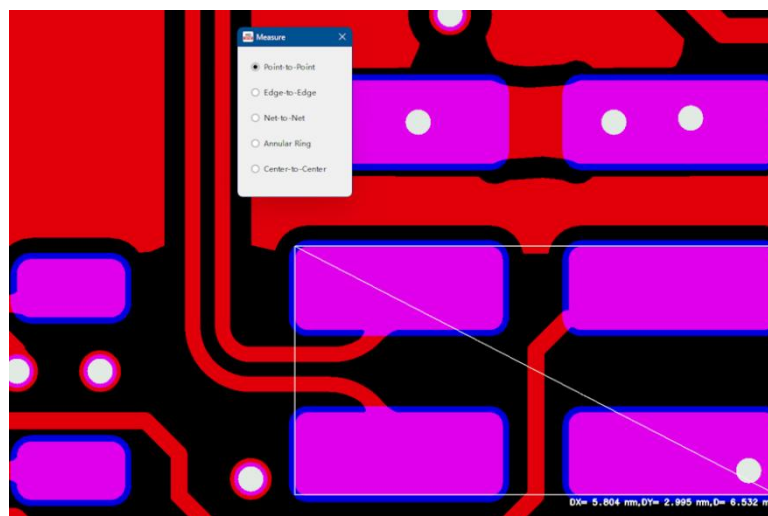 Measure
Point-to-Point
Edge-to-Edge
Net-to-Net
Annular Ring
Center-to-Center
DX= 5.804 mm,DY= 2.995 mm,D= 6.532